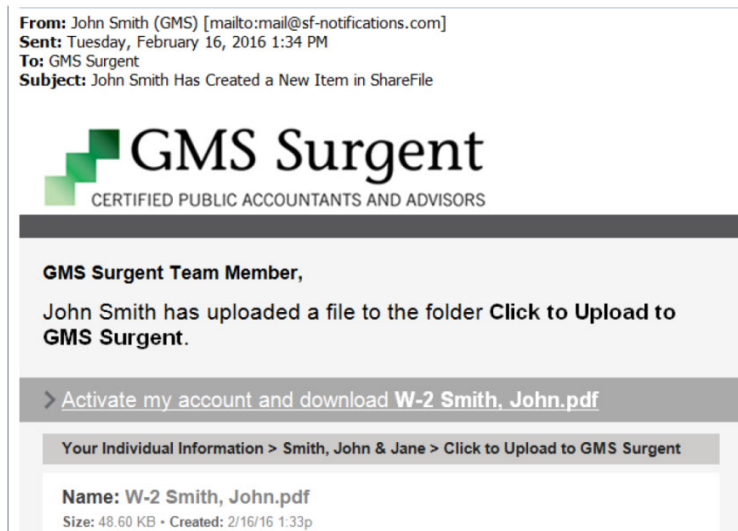 From: John Smith (GMS) [mailto:mail@sf-notifications.com]
Sent: Tuesday, February 16, 2016 1:34 PM
To: GMS Surgent
Subject: John Smith Has Created a New Item in ShareFile
GMS Surgent
CERTIFIED PUBLIC ACCOUNTANTS AND ADVISORS
GMS Surgent Team Member,
John Smith has uploaded a file to the folder Click to Upload to
GMS Surgent.
> Activate my account and download W-2 Smith, John.pdf
Your Individual Information > Smith, John & Jane > Click to Upload to GMS Surgent
Name: W-2 Smith, John.pdf
Size: 48.60 KB • Created: 2/16/16 1:33p